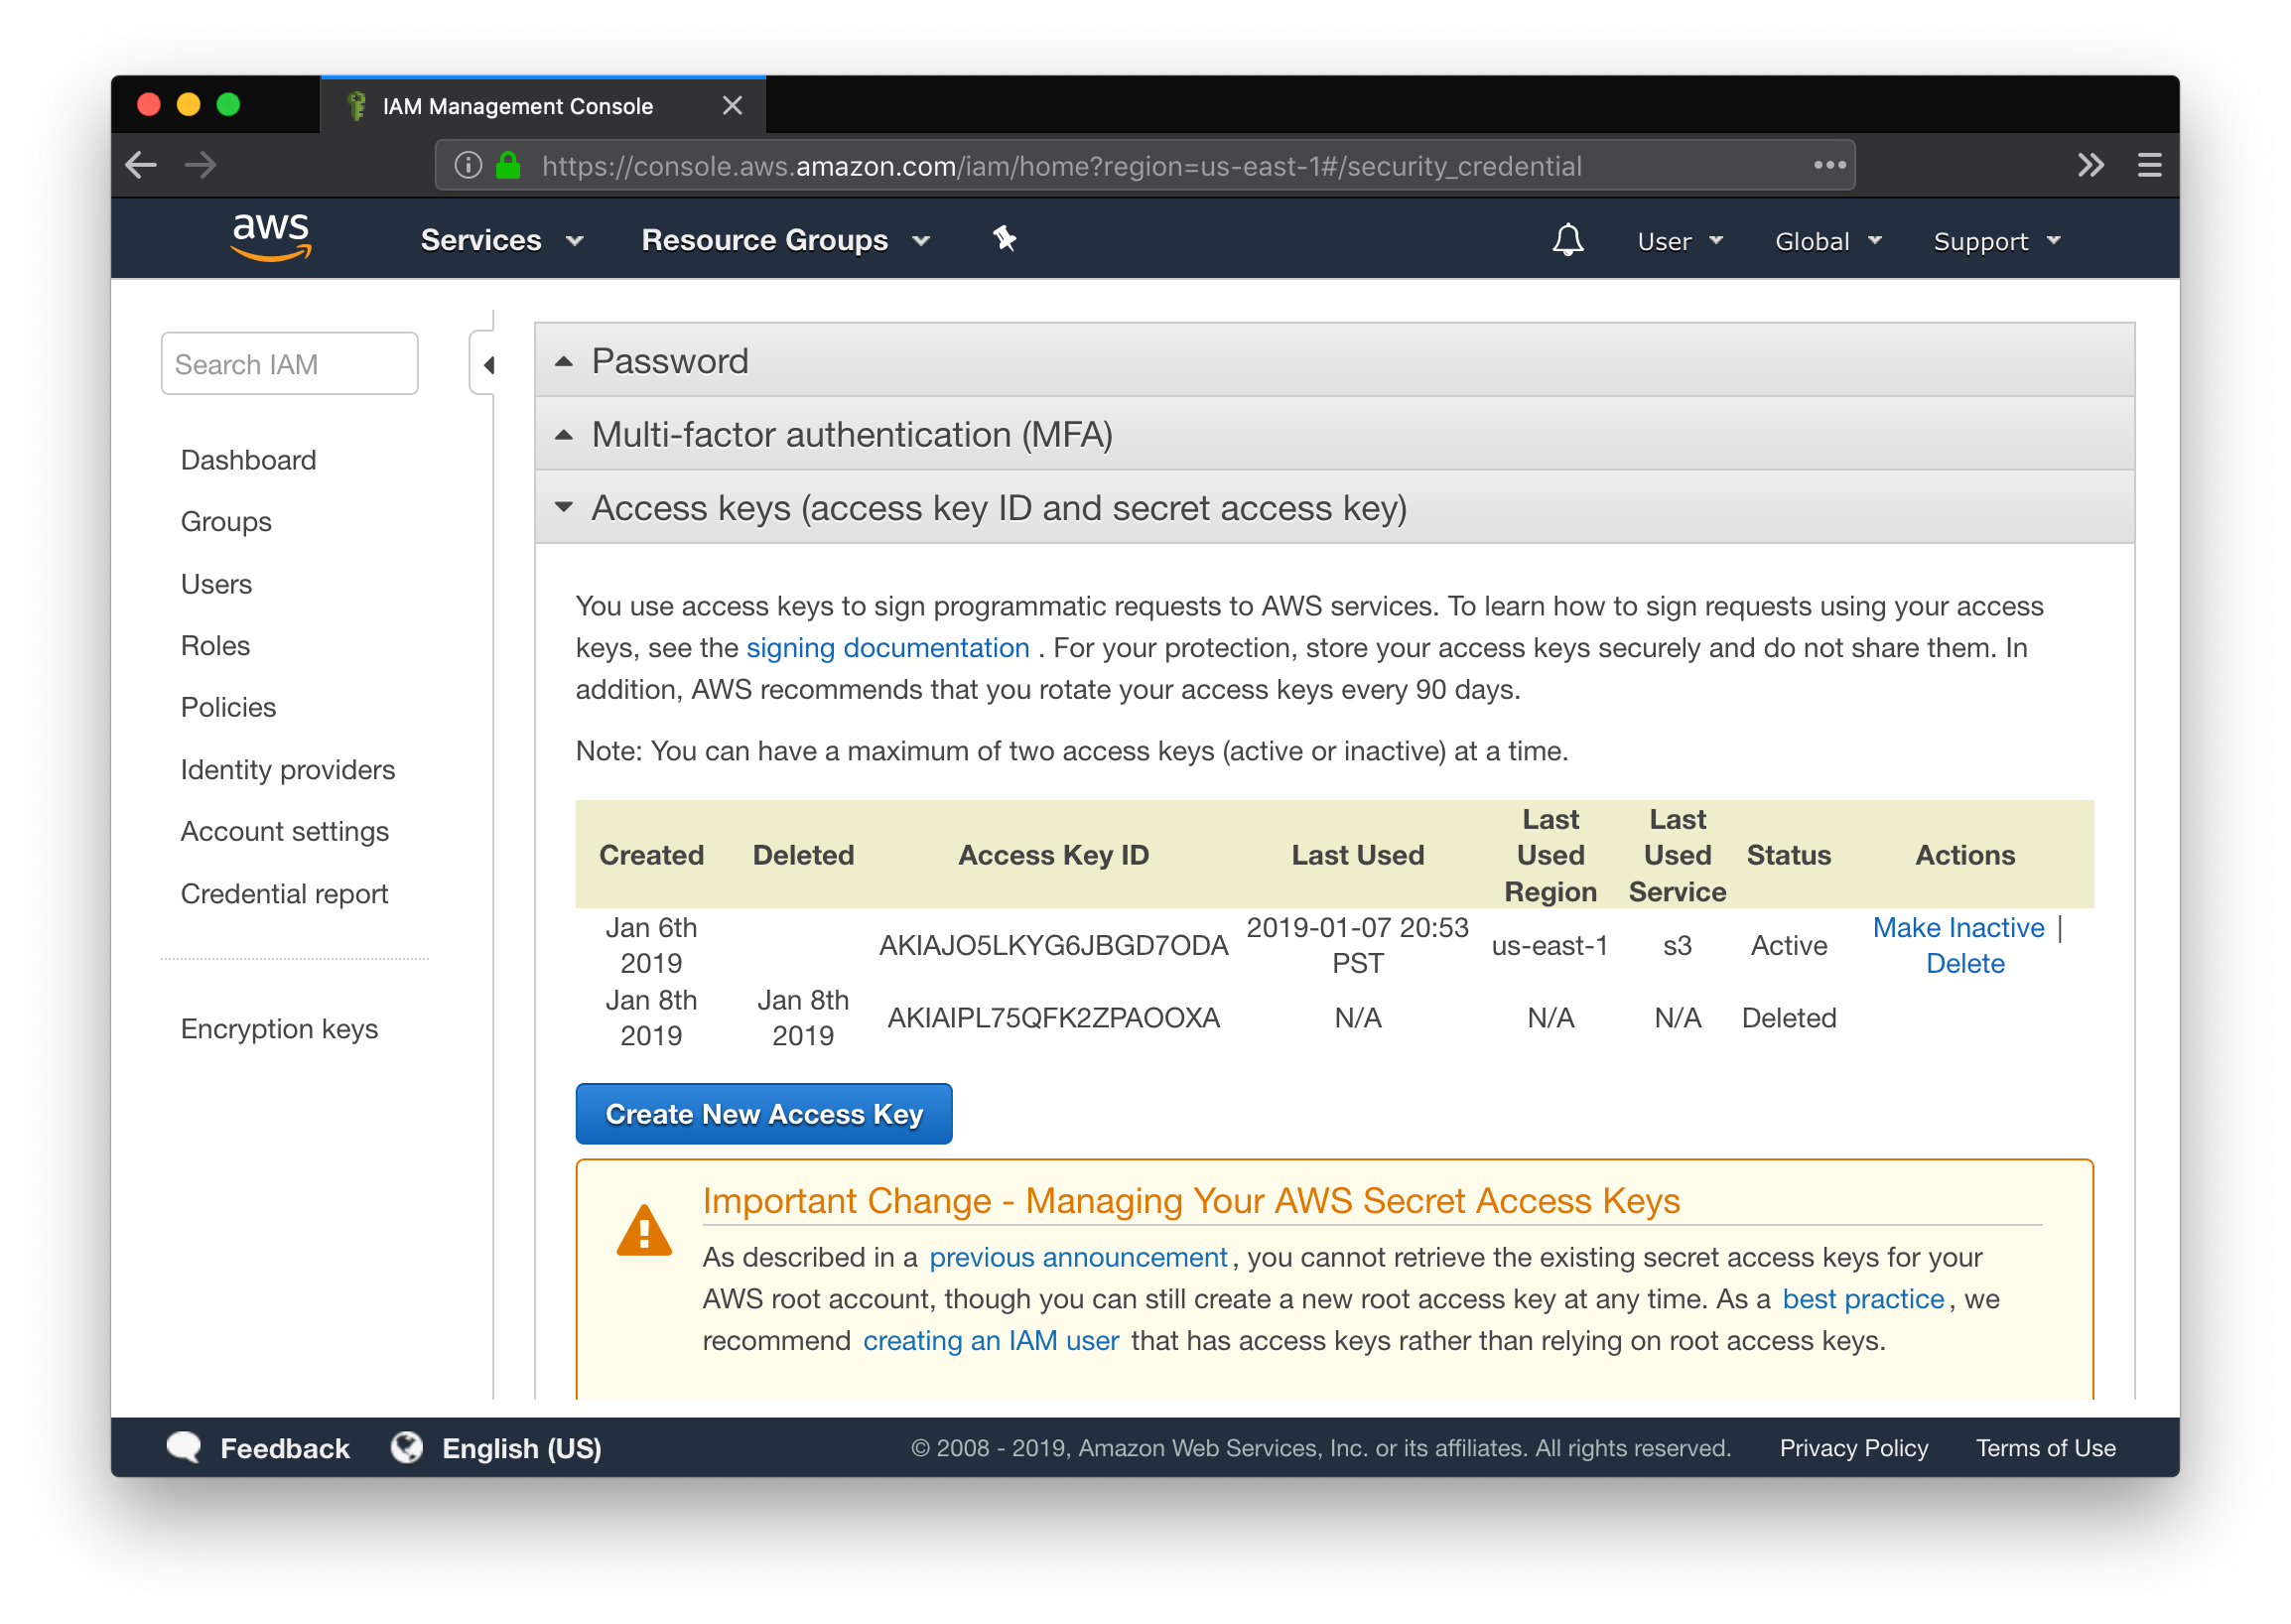 IAM Management Console
https://console.aws.amazon.com/iam/home?region=us-east-1#/security_credential
aws
Services
Resource Groups
User
Global
Support
Search IAM
Dashboard
Groups
Users
Roles
Policies
Identity providers
Account settings
Credential report
Encryption keys
Password
Multi-factor authentication (MFA)
Access keys (access key ID and secret access key)
You use access keys to sign programmatic requests to AWS services. To learn how to sign requests using your access
keys, see the signing documentation . For your protection, store your access keys securely and do not share them. In
addition, AWS recommends that you rotate your access keys every 90 days.
Note: You can have a maximum of two access keys (active or inactive) at a time.
Created Deleted Access Key ID Last Used Last Used Region Last Used Service Status Actions
Jan 6th 2019 AKIAJO5LKYG6JBGD7ODA 2019-01-07 20:53 PST us-east-1 s3 Active Make Inactive | Delete
Jan 8th 2019 Jan 8th 2019 AKIAIPL75QFK2ZPAOOXA N/A N/A N/A Deleted
Create New Access Key
Important Change - Managing Your AWS Secret Access Keys
As described in a previous announcement, you cannot retrieve the existing secret access keys for your
AWS root account, though you can still create a new root access key at any time. As a best practice, we
recommend creating an IAM user that has access keys rather than relying on root access keys.
Feedback
English (US)
© 2008 - 2019, Amazon Web Services, Inc. or its affiliates. All rights reserved.
Privacy Policy
Terms of Use